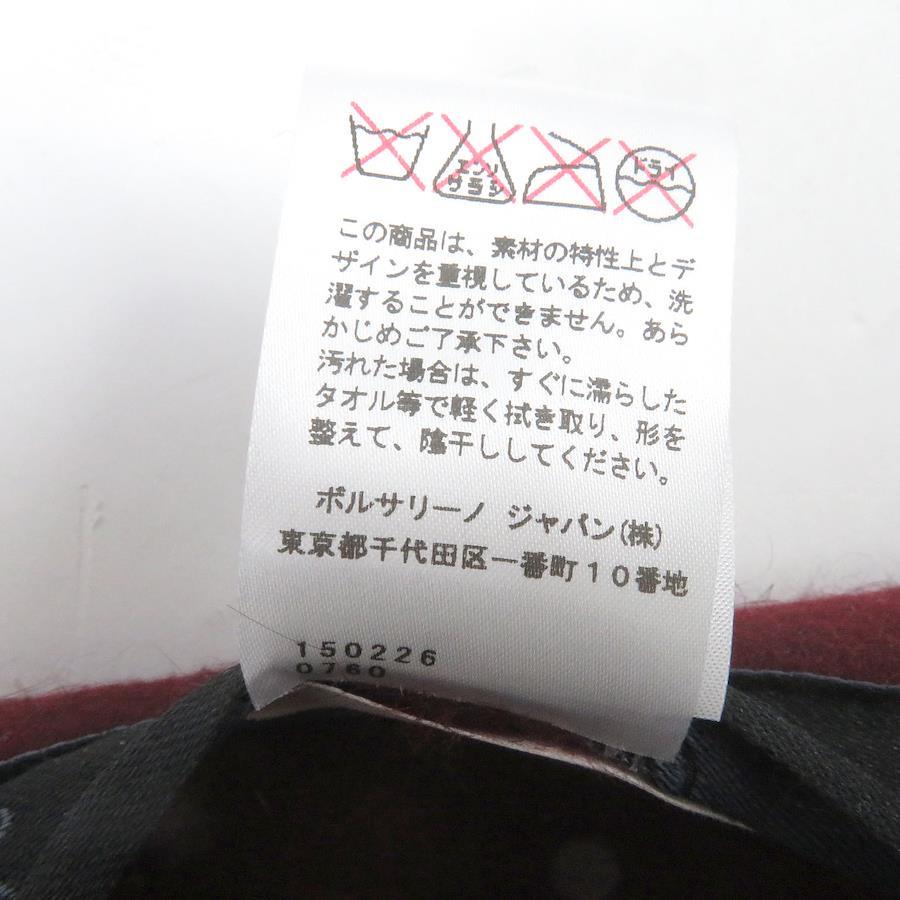 エンソ
サラシ
ドライ
この商品は、素材の特性上とデ
ザインを重視しているため、洗
濯することができません。あら
かじめご了承下さい。
汚れた場合は、すぐに濡らした
タオル等で軽く拭き取り、形を
整えて、陰干ししてください。
ボルサリーノ ジャパン(株)
東京都千代田区一番町10番地
150226
0760